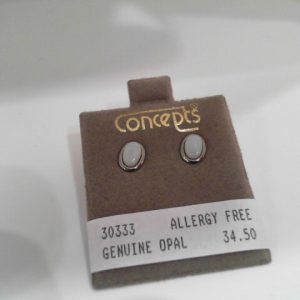 Concepts
30333 ALLERGY FREE
GENUINE OPAL 34.50